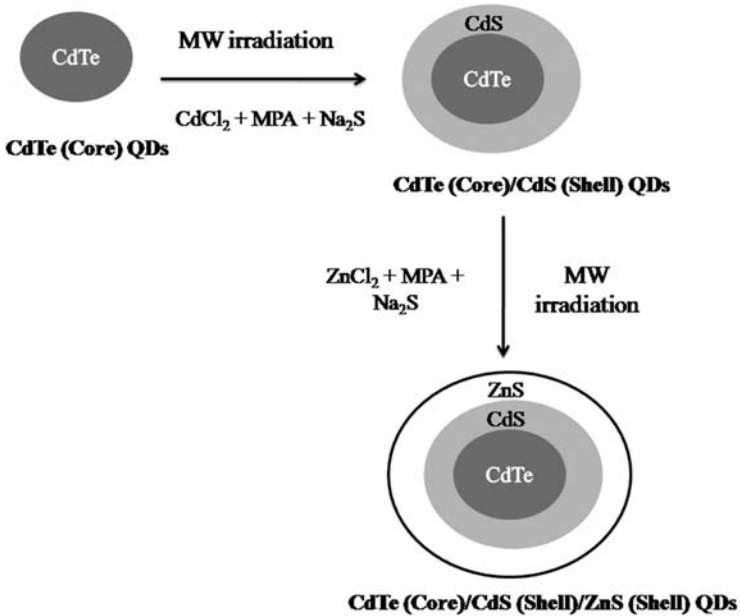 CdTe
CdTe (Core) QDs
MW irradiation
CdCl₂ + MPA + Na₂S
CdS
CdTe
CdTe (Core)/CdS (Shell) QDs
ZnCl₂ + MPA +
Na₂S
MW
irradiation
ZnS
CdS
CdTe
CdTe (Core)/CdS (Shell)/ZnS (Shell) QDs